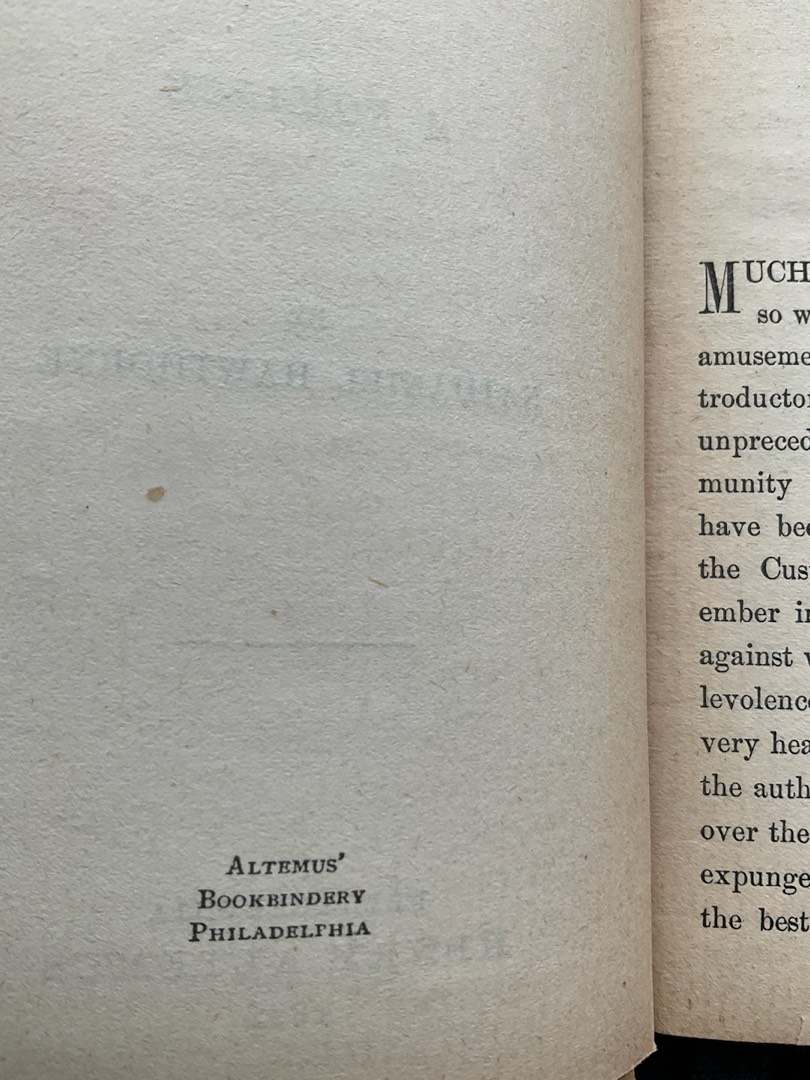 ALTEMUS'
BOOKBINDERY
PHILADELPHIA
MUCH
so w
amuseme
troductor
unpreced
munity
have bee
the Cus
ember in
against v
levolence
very hea
the auth
over the
expunge
the best